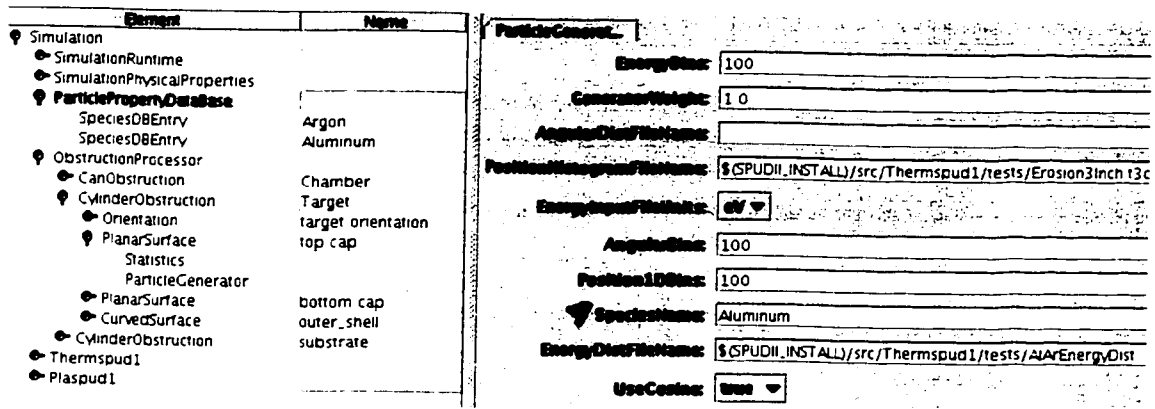 Element Name
Simulation
SimulationRuntime
SimulationPhysicalProperties
ParticlePropertyDataBase
SpeciesDBEntry Argon
SpeciesDBEntry Aluminum
ObstructionProcessor
CanObstruction Chamber
CylinderObstruction Target
Orientation target orientation
PlanarSurface top cap
Statistics
ParticleGenerator
PlanarSurface bottom cap
CurvedSurface outer_shell
CylinderObstruction substrate
Thermspud1
Plaspud1
ParticleGenerat...
EnergyBins: 100
GeneratorWeight: 1 0
AngularDistFileName:
PositionHistogramFileName: $(SPUDII_INSTALL)/src/Thermspud1/tests/Erosion3Inch t3c
EnergyInputFileUnits: eV
AngularBins: 100
Position1DBins: 100
SpeciesName: Aluminum
EnergyDistFileName: $(SPUDII_INSTALL)/src/Thermspud1/tests/AlArEnergyDist
UseCosine: true